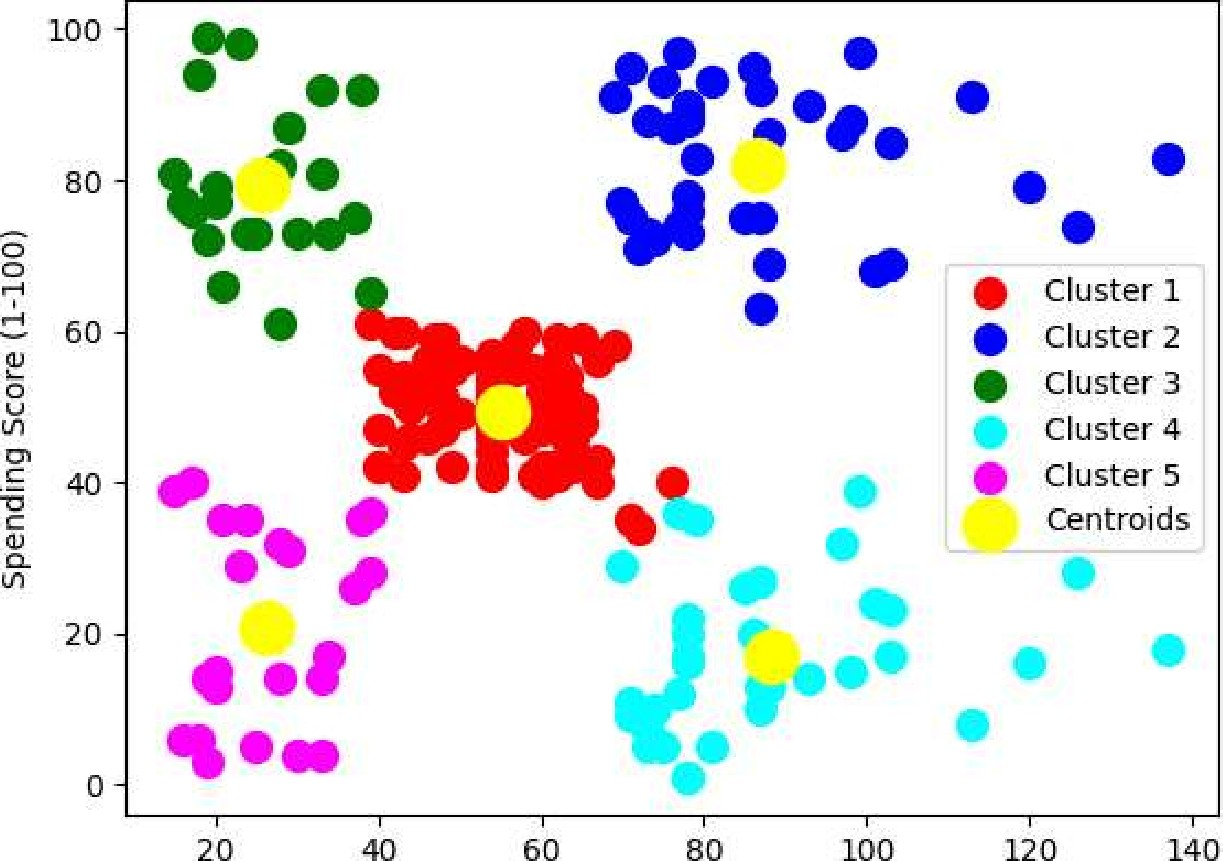 100
80
60
40
20
0
Spending Score (1-100)
Cluster 1
Cluster 2
Cluster 3
Cluster 4
Cluster 5
Centroids
20 40 60 80 100 120 140